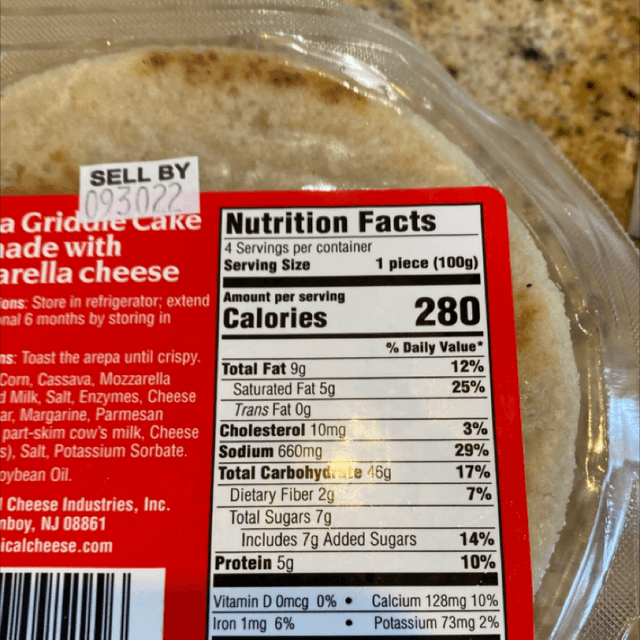 SELL BY
093022
a Griddle Cake
made with
arella cheese
ions: Store in refrigerator; extend
nal 6 months by storing in
ns: Toast the arepa until crispy.
Corn, Cassava, Mozzarella
d Milk, Salt, Enzymes, Cheese
ar, Margarine, Parmesan
part-skim cow's milk, Cheese
s), Salt, Potassium Sorbate.
oybean Oil.
l Cheese Industries, Inc.
nboy, NJ 08861
icalcheese.com
Nutrition Facts
4 Servings per container
Serving Size 1 piece (100g)
Amount per serving
Calories 280
% Daily Value*
Total Fat 9g 12%
Saturated Fat 5g 25%
Trans Fat 0g
Cholesterol 10mg 3%
Sodium 660mg 29%
Total Carbohydrate 46g 17%
Dietary Fiber 2g 7%
Total Sugars 7g
Includes 7g Added Sugars 14%
Protein 5g 10%
Vitamin D 0mcg 0% • Calcium 128mg 10%
Iron 1mg 6% • Potassium 73mg 2%